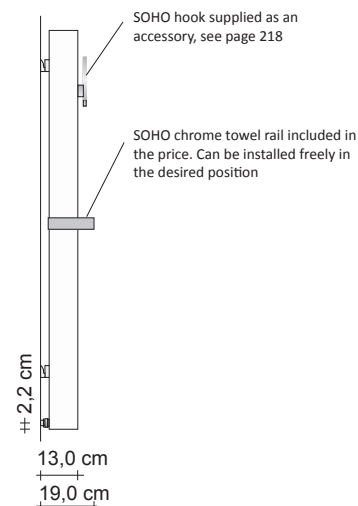 SOHO hook supplied as an
accessory, see page 218
SOHO chrome towel rail included in
the price. Can be installed freely in
the desired position
2,2 cm
13,0 cm
19,0 cm